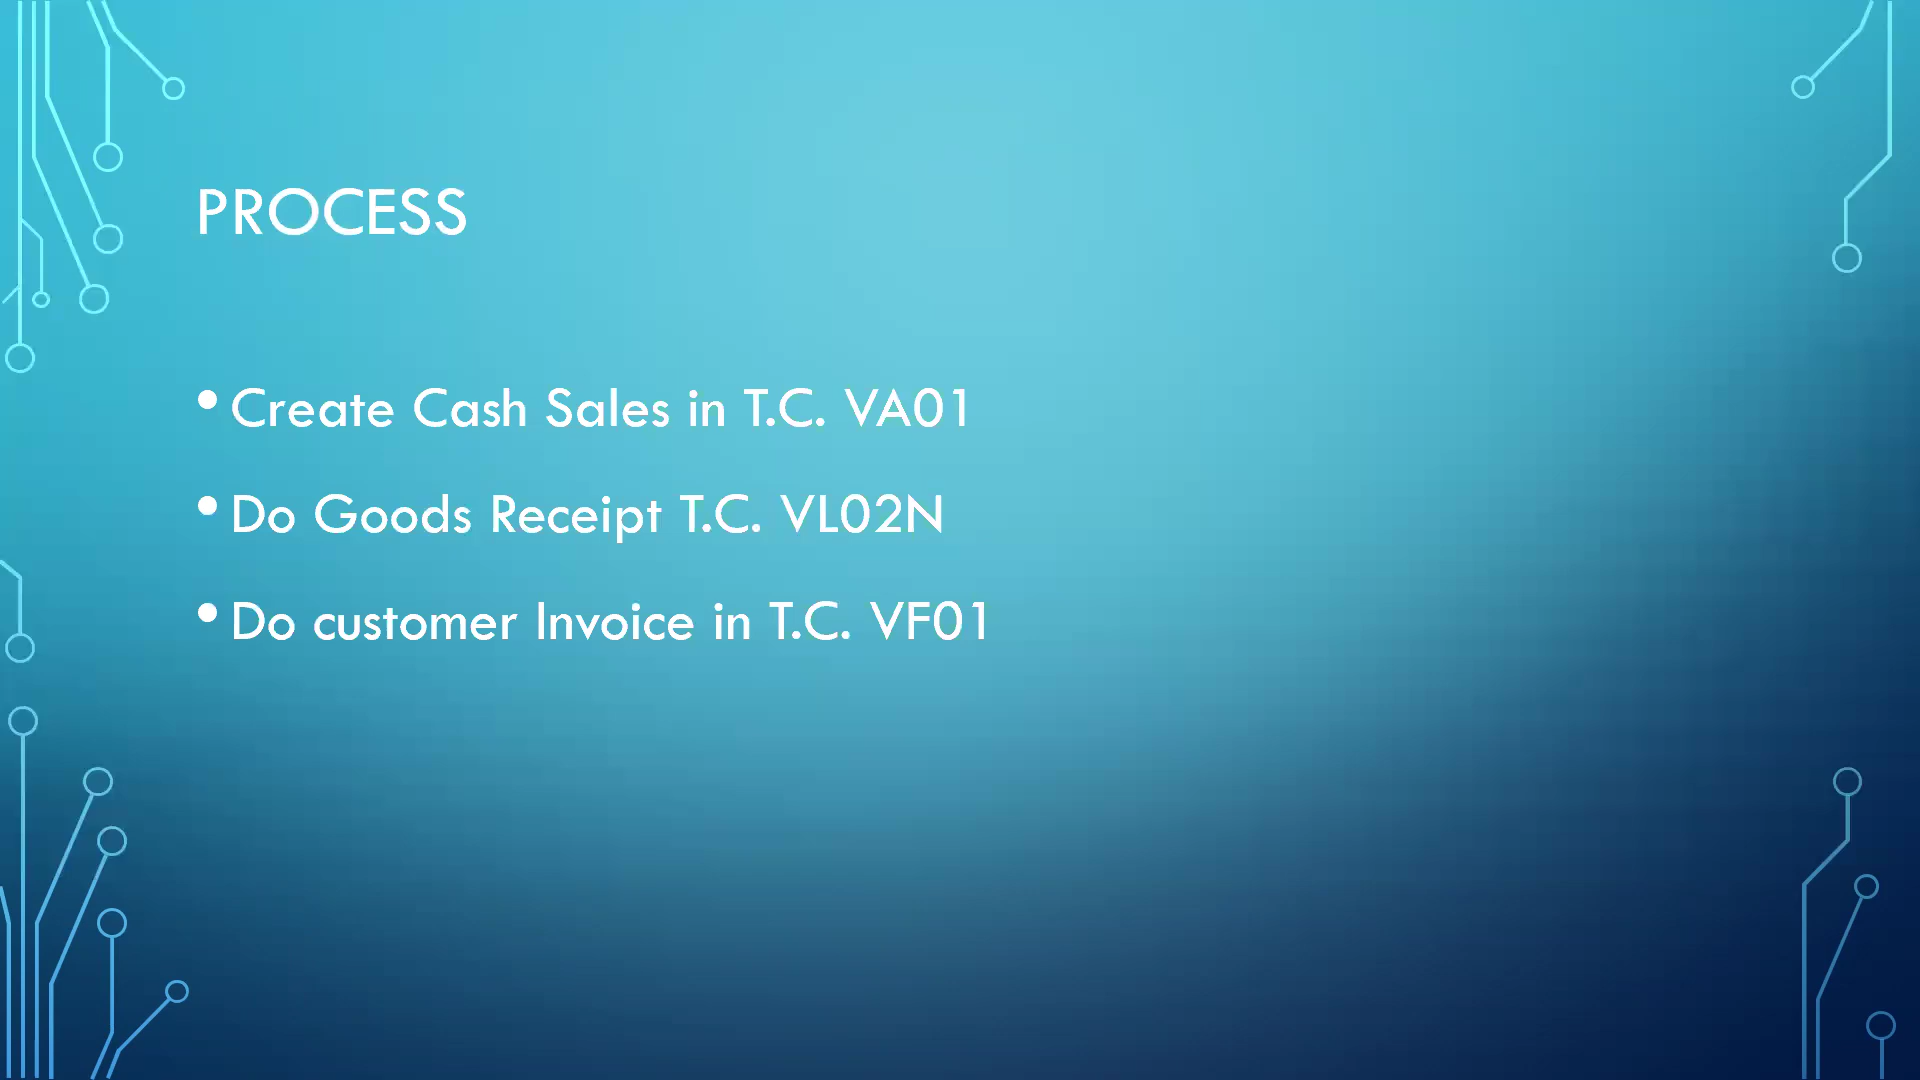 PROCESS
• Create Cash Sales in T.C. VA01
• Do Goods Receipt T.C. VL02N
• Do customer Invoice in T.C. VF01